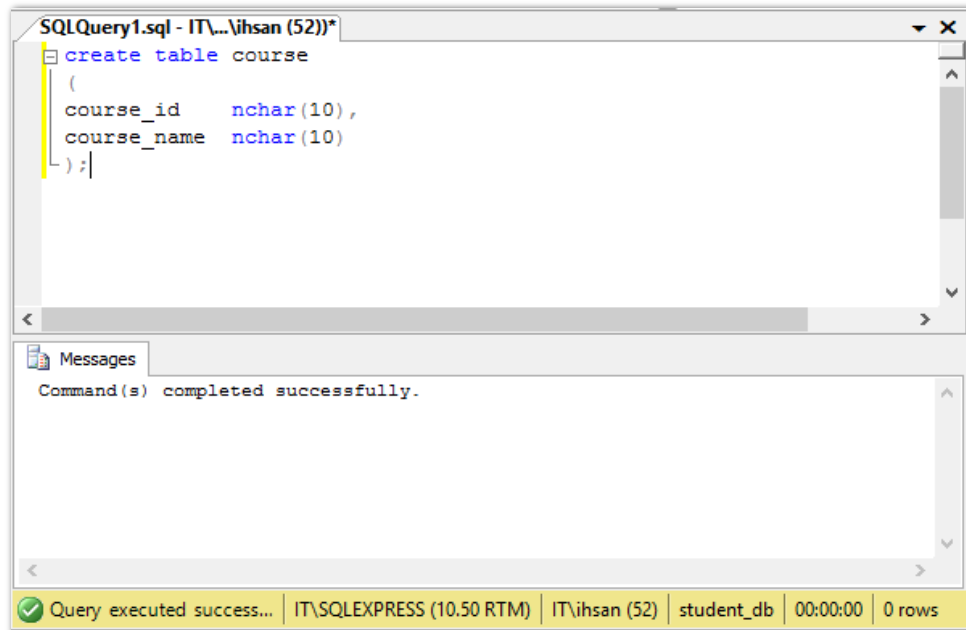 SQLQuery1.sql - IT\...\ihsan (52))*
create table course
(
course_id nchar(10),
course_name nchar(10)
);
Messages
Command(s) completed successfully.
Query executed success... IT\SQLEXPRESS (10.50 RTM) IT\ihsan (52) student_db 00:00:00 0 rows